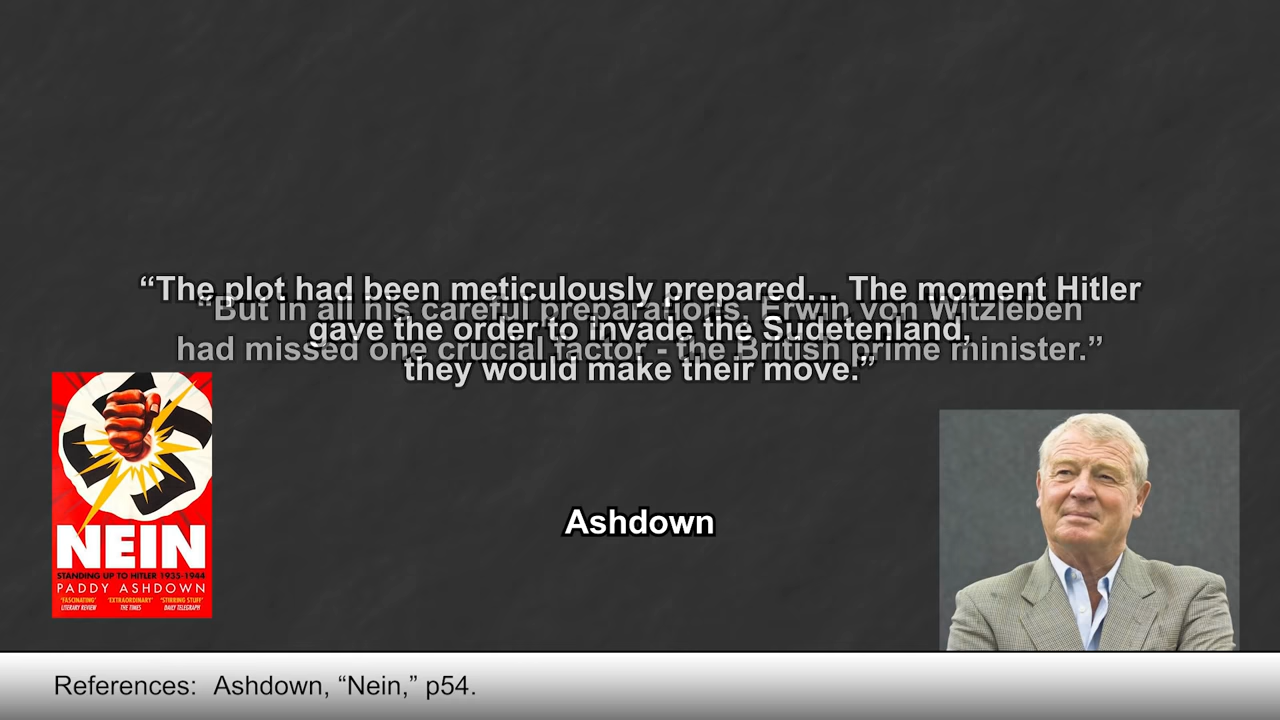 “The plot had been meticulously prepared... The moment Hitler
gave the order to invade the Sudetenland,
they would make their move.”
“But in all his careful preparations, Erwin von Witzleben
had missed one crucial factor - the British prime minister.”
NEIN
STANDING UP TO HITLER 1935-1944
PADDY ASHDOWN
‘FASCINATING’ ‘EXTRAORDINARY’ ‘STIRRING STUFF’
LITERARY REVIEW THE TIMES DAILY TELEGRAPH
Ashdown
References: Ashdown, “Nein,” p54.